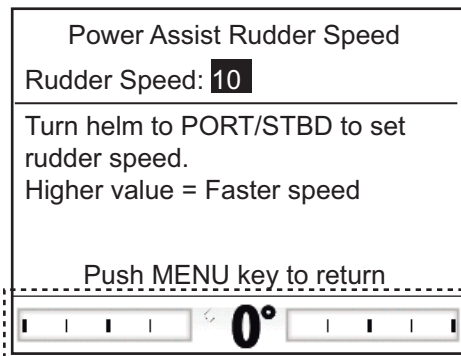 Power Assist Rudder Speed
Rudder Speed: 10
Turn helm to PORT/STBD to set
rudder speed.
Higher value = Faster speed
Push MENU key to return
0°